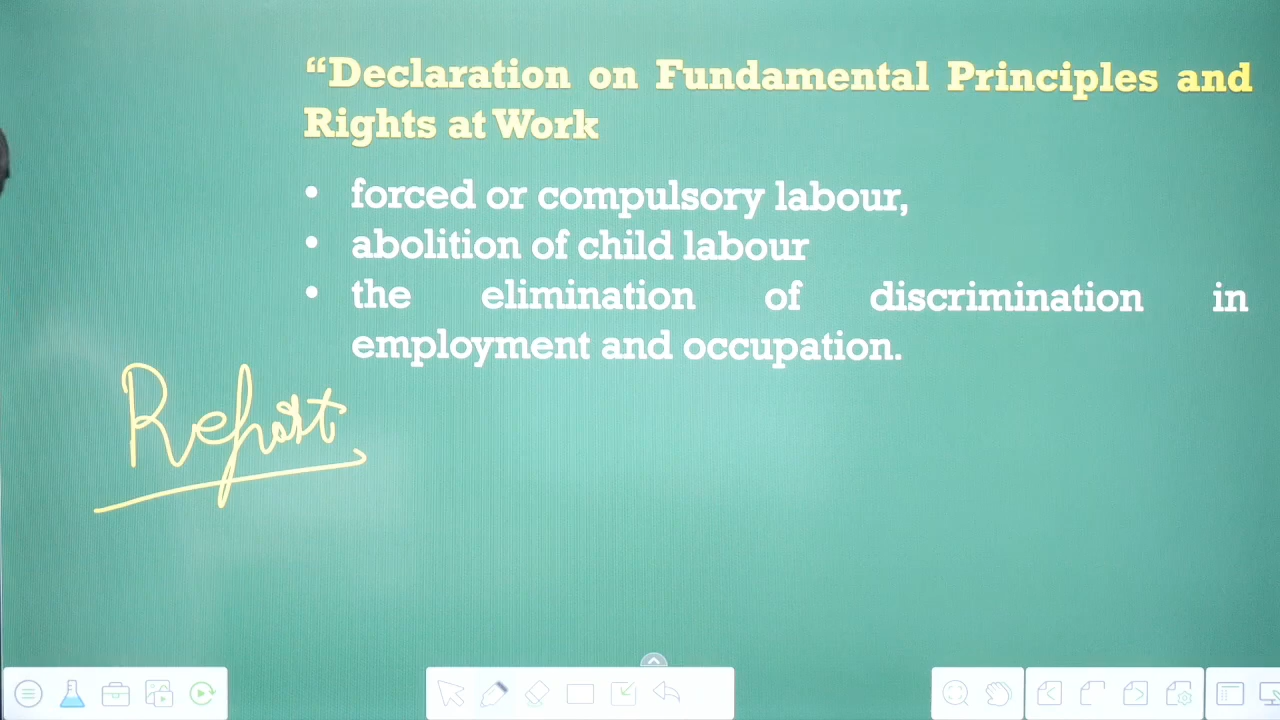 “Declaration on Fundamental Principles and
Rights at Work
• forced or compulsory labour,
• abolition of child labour
• the elimination of discrimination in
employment and occupation.
Report